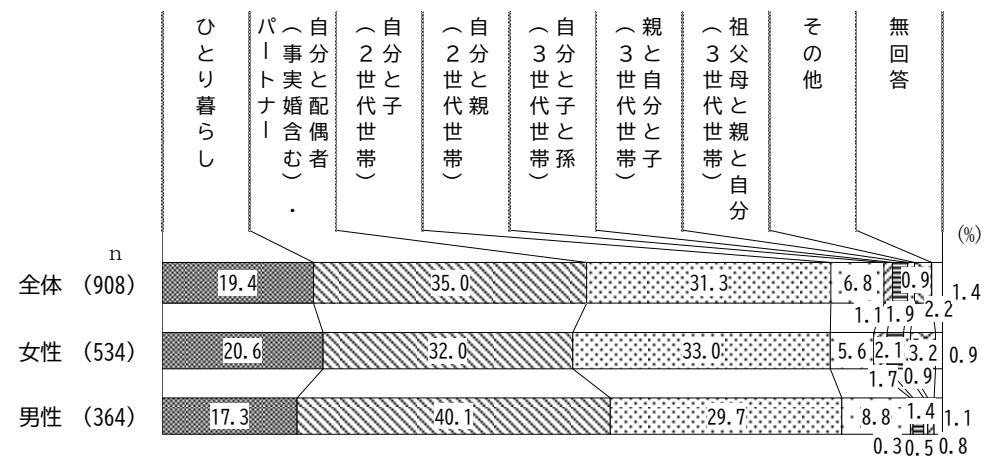 ひとり暮らし
自分と配偶者
（事実婚含む）・
パートナー
自分と子
（２世代世帯）
自分と親
（２世代世帯）
自分と子と孫
（３世代世帯）
親と自分と子
（３世代世帯）
祖父母と親と自分
（３世代世帯）
その他
無回答
(%)
n
全体 (908) 19.4 35.0 31.3 6.8 0.9 1.4
1.1 1.9 2.2
女性 (534) 20.6 32.0 33.0 5.6 2.1 3.2 0.9
1.7 0.9
男性 (364) 17.3 40.1 29.7 8.8 1.4 1.1
0.3 0.5 0.8